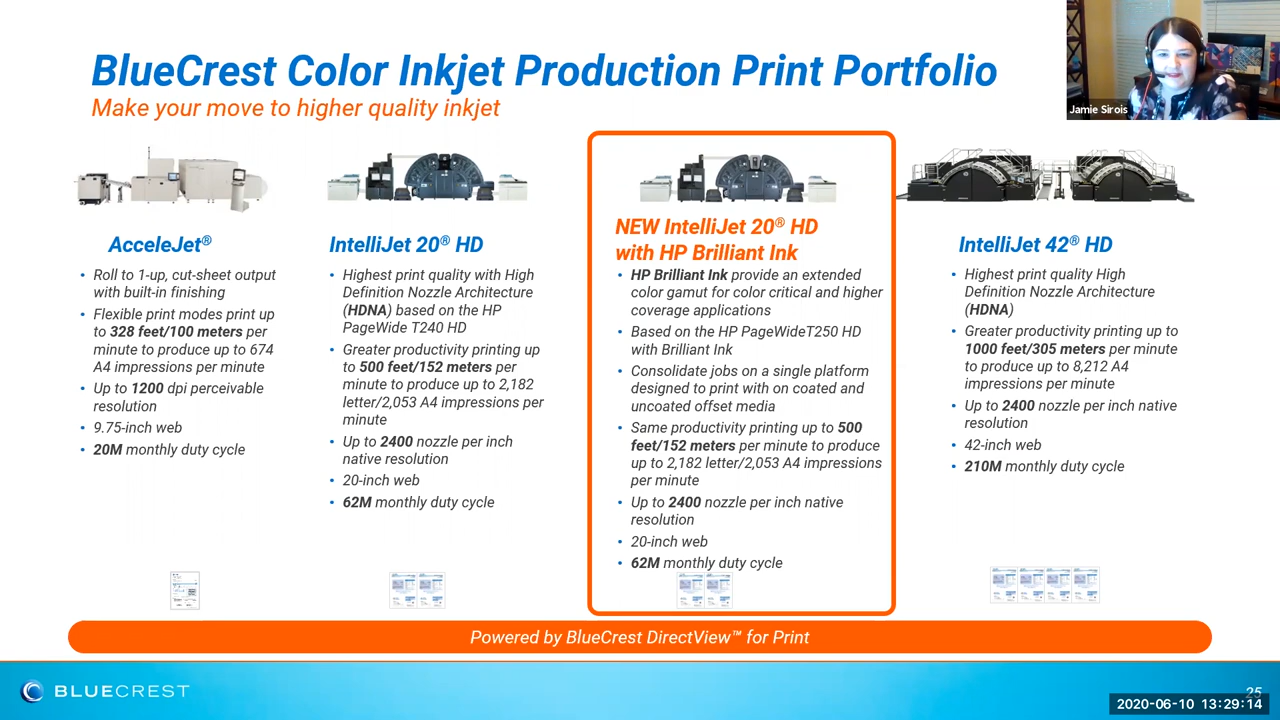 BlueCrest Color Inkjet Production Print Portfolio
Make your move to higher quality inkjet
Jamie Sirois
AcceleJet®
• Roll to 1-up, cut-sheet output
with built-in finishing
• Flexible print modes print up
to 328 feet/100 meters per
minute to produce up to 674
A4 impressions per minute
• Up to 1200 dpi perceivable
resolution
• 9.75-inch web
• 20M monthly duty cycle
IntelliJet 20® HD
• Highest print quality with High
Definition Nozzle Architecture
(HDNA) based on the HP
PageWide T240 HD
• Greater productivity printing up
to 500 feet/152 meters per
minute to produce up to 2,182
letter/2,053 A4 impressions per
minute
• Up to 2400 nozzle per inch
native resolution
• 20-inch web
• 62M monthly duty cycle
NEW IntelliJet 20® HD
with HP Brilliant Ink
• HP Brilliant Ink provide an extended
color gamut for color critical and higher
coverage applications
• Based on the HP PageWideT250 HD
with Brilliant Ink
• Consolidate jobs on a single platform
designed to print with on coated and
uncoated offset media
• Same productivity printing up to 500
feet/152 meters per minute to produce
up to 2,182 letter/2,053 A4 impressions
per minute
• Up to 2400 nozzle per inch native
resolution
• 20-inch web
• 62M monthly duty cycle
IntelliJet 42® HD
• Highest print quality High
Definition Nozzle Architecture
(HDNA)
• Greater productivity printing up to
1000 feet/305 meters per minute
to produce up to 8,212 A4
impressions per minute
• Up to 2400 nozzle per inch native
resolution
• 42-inch web
• 210M monthly duty cycle
Powered by BlueCrest DirectView™ for Print
BLUECREST
25
2020-06-10 13:29:14